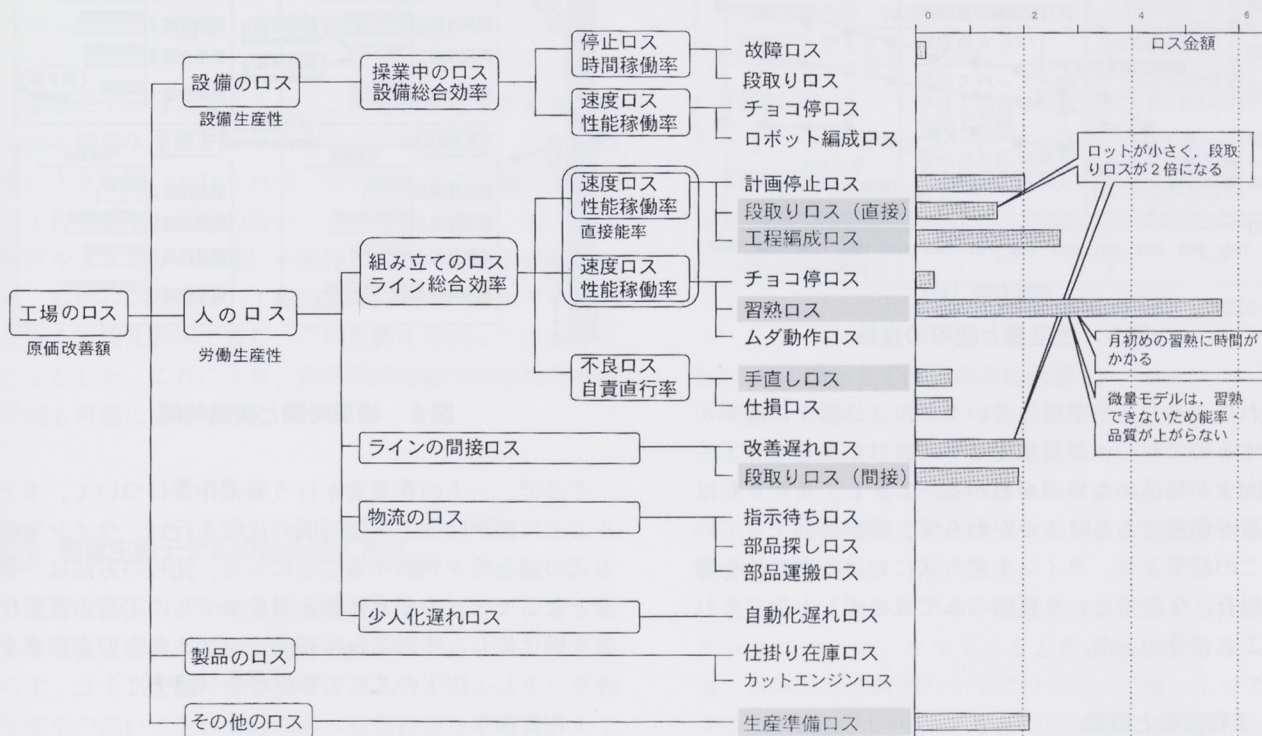 0 2 4 6
ロス金額
工場のロス
原価改善額
設備のロス
設備生産性
人のロス
労働生産性
製品のロス
その他のロス
操業中のロス
設備総合効率
組み立てのロス
ライン総合効率
ラインの間接ロス
物流のロス
少人化遅れロス
停止ロス
時間稼働率
速度ロス
性能稼働率
速度ロス
性能稼働率
直接能率
速度ロス
性能稼働率
不良ロス
自責直行率
故障ロス
段取りロス
チョコ停ロス
ロボット編成ロス
計画停止ロス
段取りロス（直接）
工程編成ロス
チョコ停ロス
習熟ロス
ムダ動作ロス
手直しロス
仕損ロス
改善遅れロス
段取りロス（間接）
指示待ちロス
部品探しロス
部品運搬ロス
自動化遅れロス
仕掛り在庫ロス
カットエンジンロス
生産準備ロス
ロットが小さく，段取
りロスが２倍になる
月初めの習熟に時間が
かかる
微量モデルは，習熟
できないため能率・
品質が上がらない